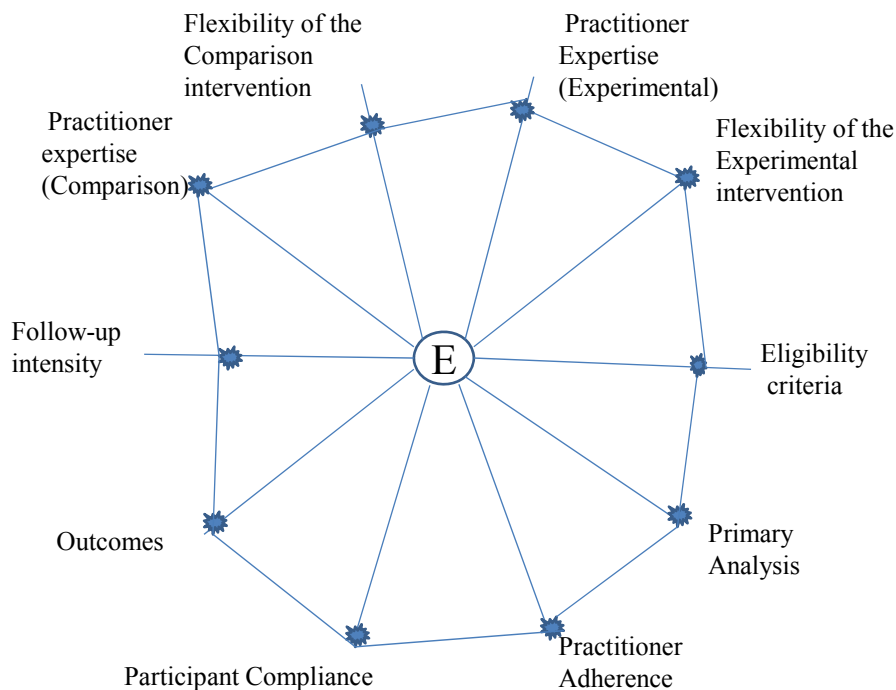 Flexibility of the
Comparison
intervention
Practitioner
Expertise
(Experimental)
Practitioner
expertise
(Comparison)
Flexibility of the
Experimental
intervention
Follow-up
intensity
E
Eligibility
criteria
Outcomes
Primary
Analysis
Participant Compliance
Practitioner
Adherence